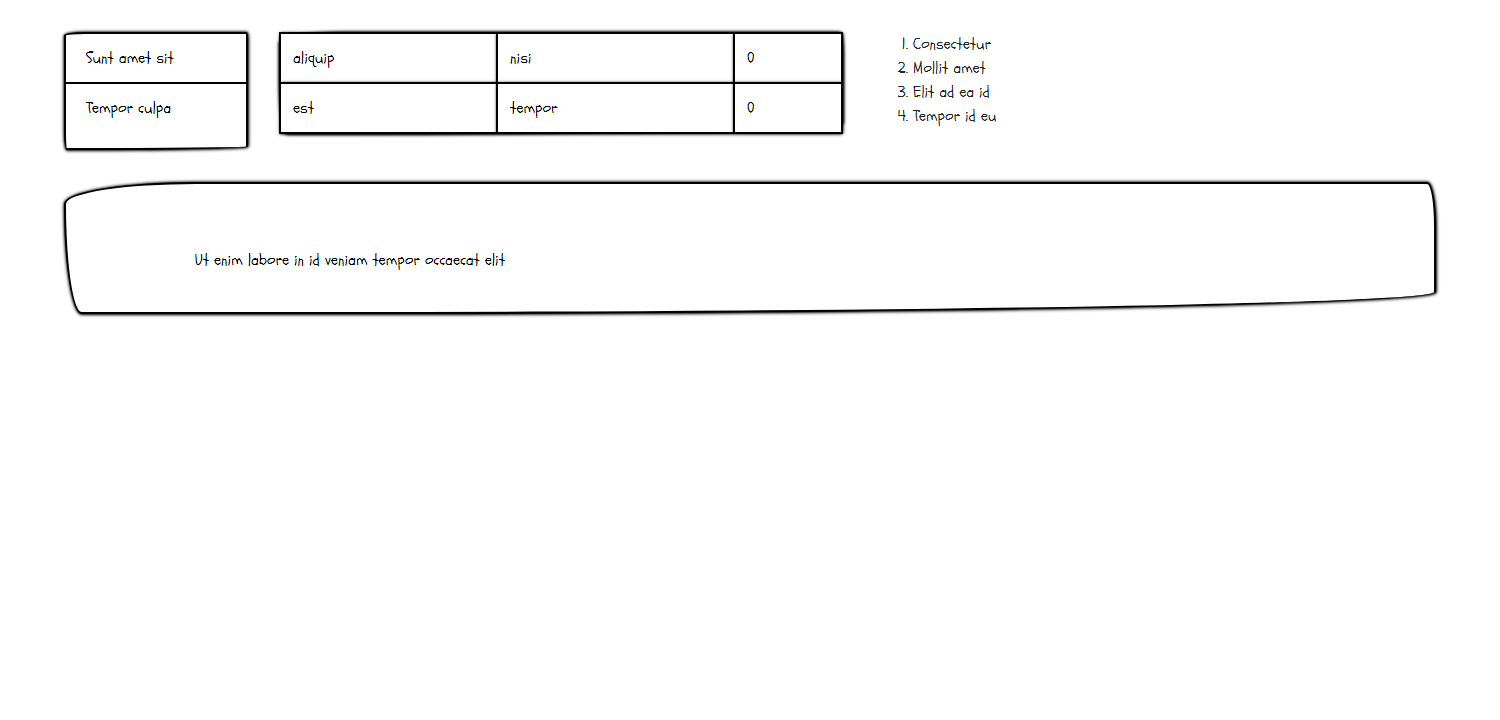 Sunt amet sit
Tempor culpa
aliquip nisi 0
est tempor 0
1. Consectetur
2. Mollit amet
3. Elit ad ea id
4. Tempor id eu
Ut enim labore in id veniam tempor occaecat elit